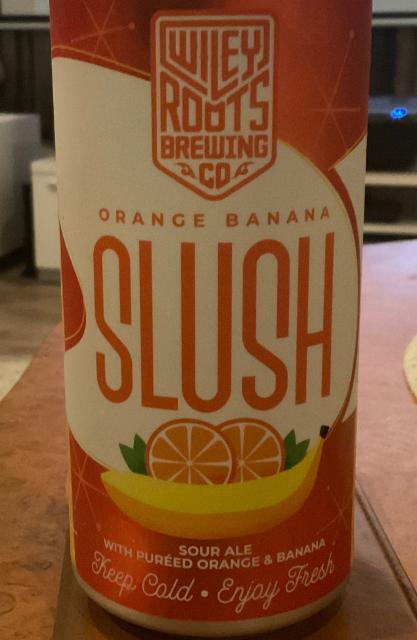 WILEY
ROOTS
BREWING
CO
ORANGE BANANA
SLUSH
SOUR ALE
WITH PURÉED ORANGE & BANANA
Keep Cold • Enjoy Fresh